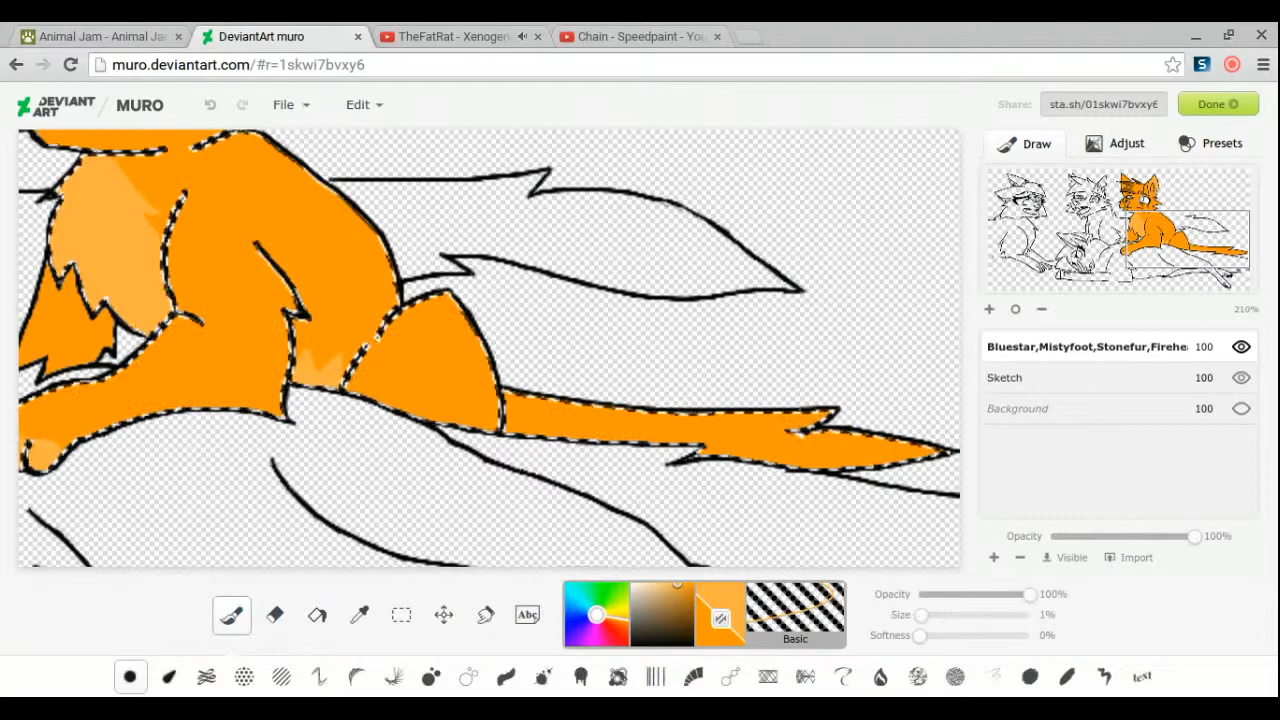 Animal Jam - Animal Ja
DeviantArt muro
TheFatRat - Xenogen
Chain - Speedpaint - You
muro.deviantart.com/#r=1skwi7bvxy6
DEVIANT ART / MURO
File
Edit
Share:
sta.sh/01skwi7bvxy6
Done
Draw
Adjust
Presets
210%
Bluestar,Mistyfoot,Stonefur,Firehe 100
Sketch 100
Background 100
Opacity 100%
Visible
Import
Abc
Basic
Opacity 100%
Size 1%
Softness 0%
text